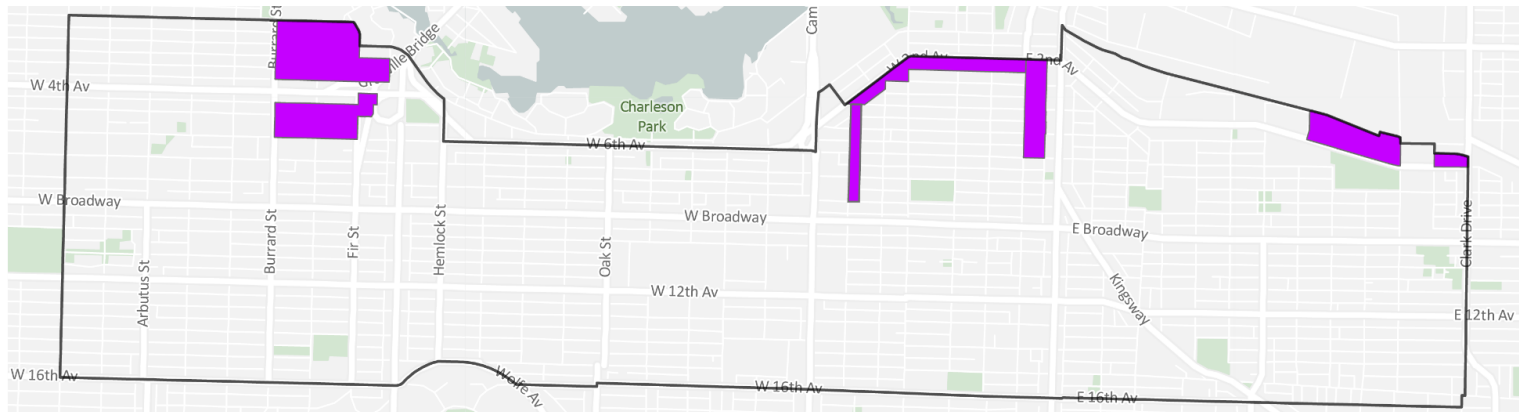 Burrard St
Granville Bridge
Cam
W 2nd Av
E 2nd Av
W 4th Av
Charleson
Park
W 6th Av
W Broadway
W Broadway
E Broadway
Burrard St
Fir St
Hemlock St
Oak St
Clark Drive
Arbutus St
W 12th Av
Kingsway
E 12th Av
W 16th Av
Wolfe Av
W 16th Av
E 16th Av